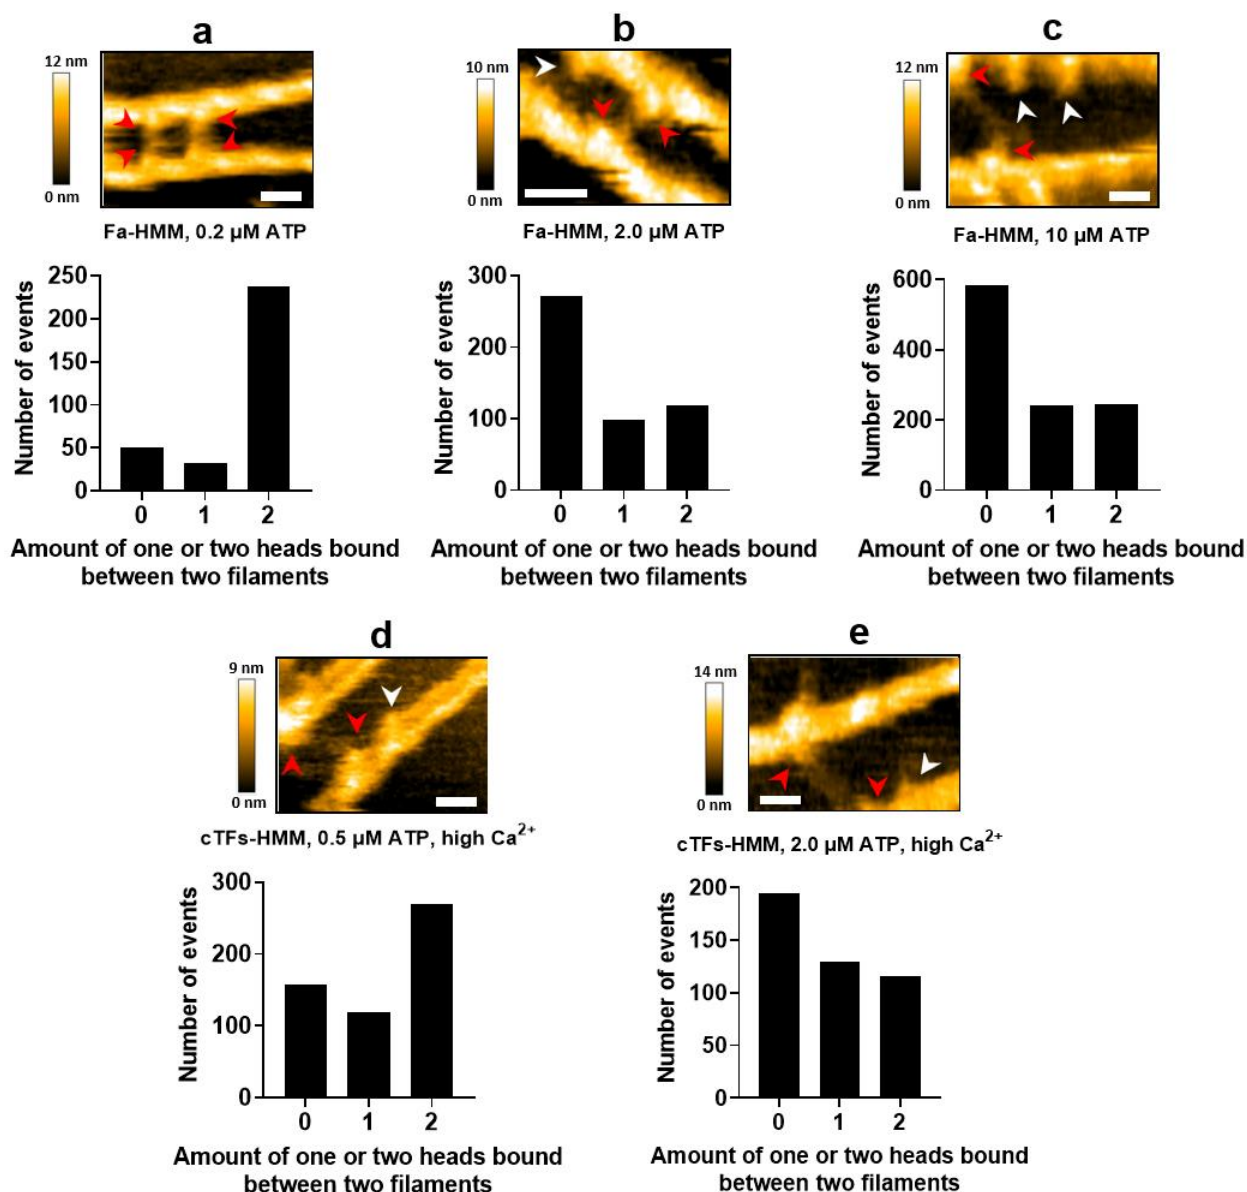 a
12 nm
0 nm
Fa-HMM, 0.2 µM ATP
250
200
150
100
50
0
Number of events
0 1 2
Amount of one or two heads bound
between two filaments
b
10 nm
0 nm
Fa-HMM, 2.0 µM ATP
300
200
100
0
Number of events
0 1 2
Amount of one or two heads bound
between two filaments
c
12 nm
0 nm
Fa-HMM, 10 µM ATP
600
400
200
0
Number of events
0 1 2
Amount of one or two heads bound
between two filaments
d
9 nm
0 nm
cTFs-HMM, 0.5 µM ATP, high Ca²⁺
300
200
100
0
Number of events
0 1 2
Amount of one or two heads bound
between two filaments
e
14 nm
0 nm
cTFs-HMM, 2.0 µM ATP, high Ca²⁺
200
150
100
50
0
Number of events
0 1 2
Amount of one or two heads bound
between two filaments